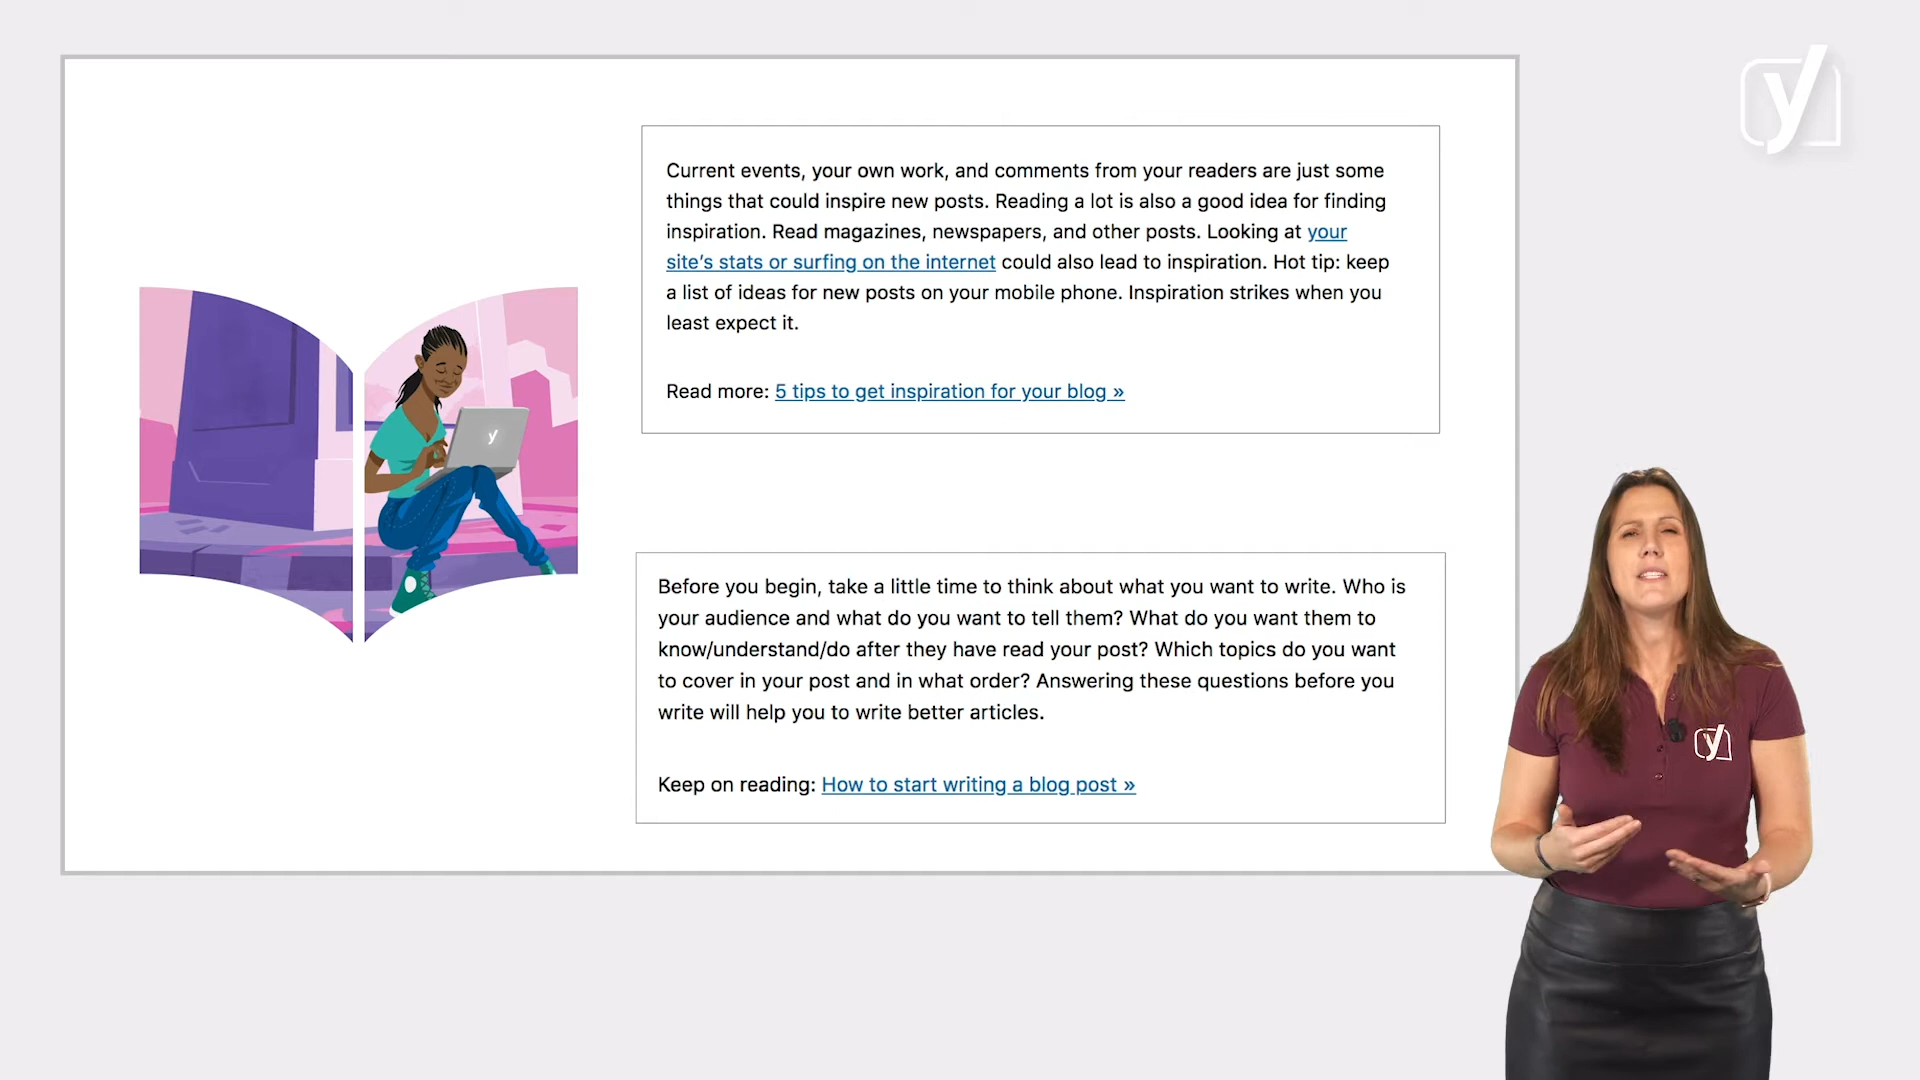 Current events, your own work, and comments from your readers are just some
things that could inspire new posts. Reading a lot is also a good idea for finding
inspiration. Read magazines, newspapers, and other posts. Looking at your
site’s stats or surfing on the internet could also lead to inspiration. Hot tip: keep
a list of ideas for new posts on your mobile phone. Inspiration strikes when you
least expect it.
Read more: 5 tips to get inspiration for your blog »
Before you begin, take a little time to think about what you want to write. Who is
your audience and what do you want to tell them? What do you want them to
know/understand/do after they have read your post? Which topics do you want
to cover in your post and in what order? Answering these questions before you
write will help you to write better articles.
Keep on reading: How to start writing a blog post »
y
y
y